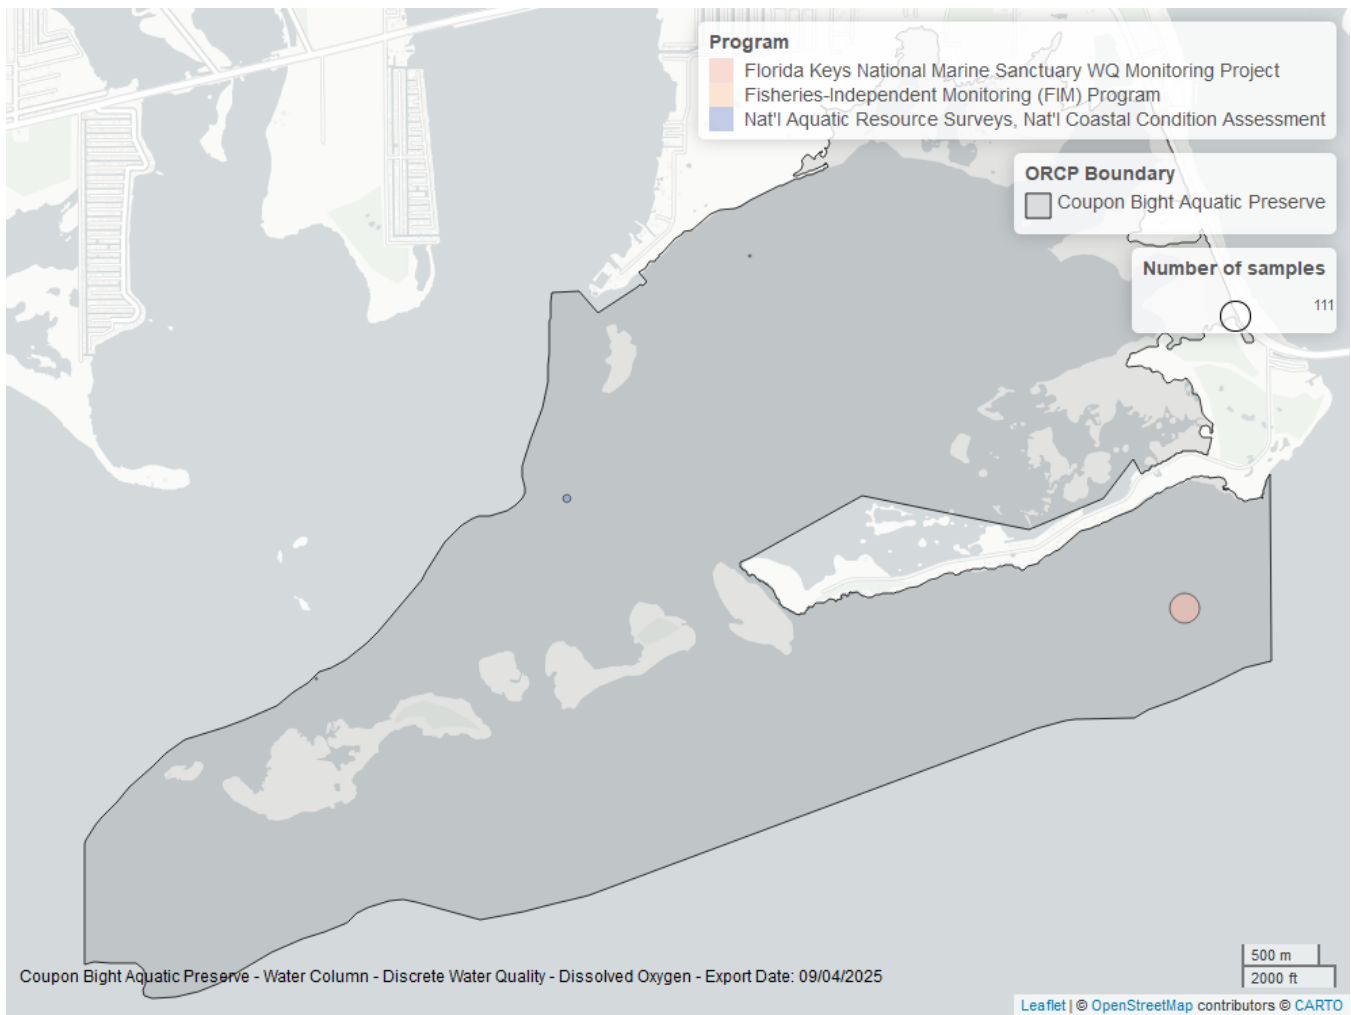 Program
Florida Keys National Marine Sanctuary WQ Monitoring Project
Fisheries-Independent Monitoring (FIM) Program
Nat'l Aquatic Resource Surveys, Nat'l Coastal Condition Assessment
ORCP Boundary
Coupon Bight Aquatic Preserve
Number of samples
111
500 m
2000 ft
Coupon Bight Aquatic Preserve - Water Column - Discrete Water Quality - Dissolved Oxygen - Export Date: 09/04/2025
Leaflet | © OpenStreetMap contributors © CARTO